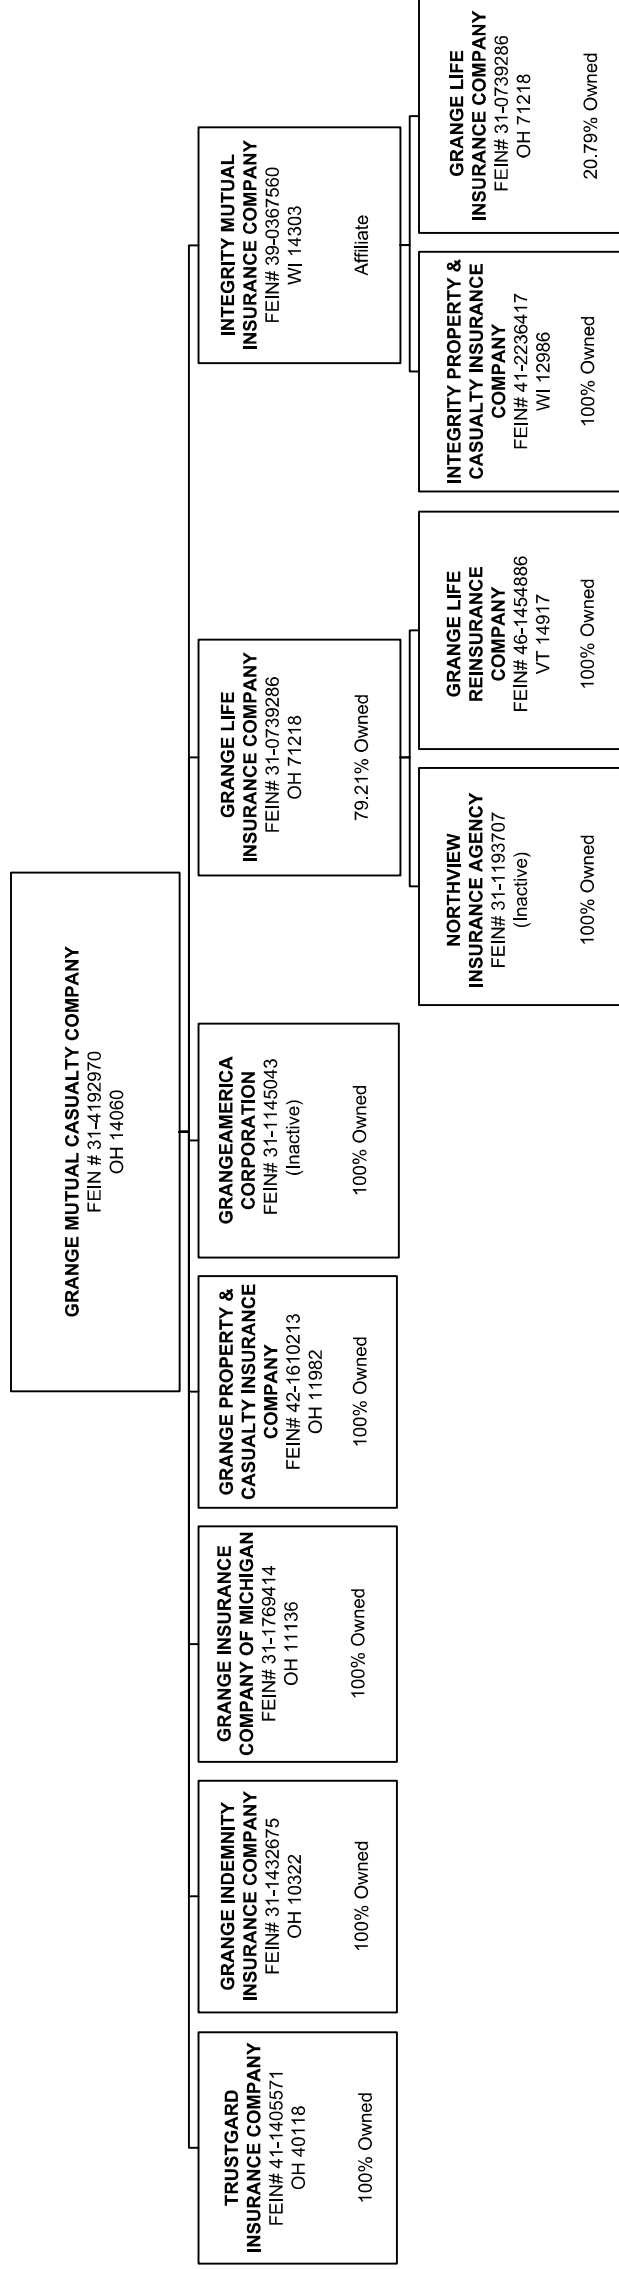 GRANGE MUTUAL CASUALTY COMPANY
FEIN # 31-4192970
OH 14060
TRUSTGARD
INSURANCE COMPANY
FEIN# 41-1405571
OH 40118
100% Owned
GRANGE INDEMNITY
INSURANCE COMPANY
FEIN# 31-1432675
OH 10322
100% Owned
GRANGE INSURANCE
COMPANY OF MICHIGAN
FEIN# 31-1769414
OH 11136
100% Owned
GRANGE PROPERTY &
CASUALTY INSURANCE
COMPANY
FEIN# 42-1610213
OH 11982
100% Owned
GRANGEAMERICA
CORPORATION
FEIN# 31-1145043
(Inactive)
100% Owned
GRANGE LIFE
INSURANCE COMPANY
FEIN# 31-0739286
OH 71218
79.21% Owned
INTEGRITY MUTUAL
INSURANCE COMPANY
FEIN# 39-0367560
WI 14303
Affiliate
NORTHVIEW
INSURANCE AGENCY
FEIN# 31-1193707
(Inactive)
100% Owned
GRANGE LIFE
REINSURANCE
COMPANY
FEIN# 46-1454886
VT 14917
100% Owned
INTEGRITY PROPERTY &
CASUALTY INSURANCE
COMPANY
FEIN# 41-2236417
WI 12986
100% Owned
GRANGE LIFE
INSURANCE COMPANY
FEIN# 31-0739286
OH 71218
20.79% Owned